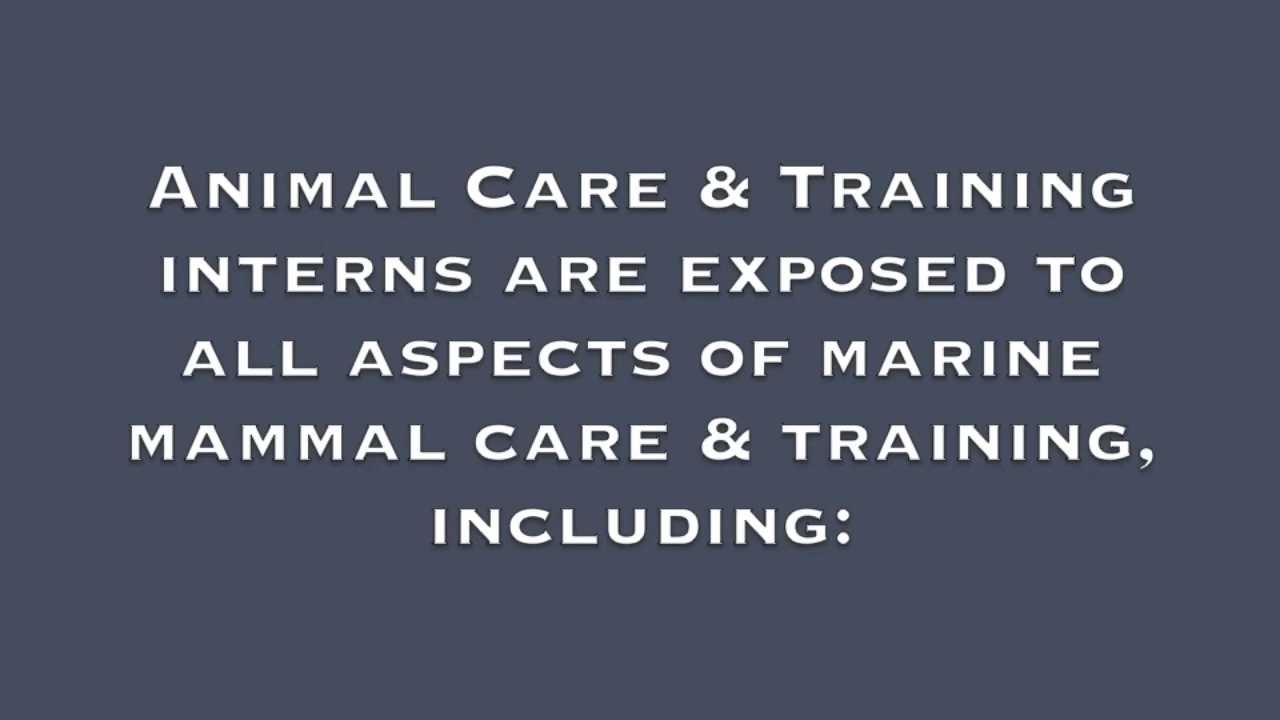 Animal Care & Training
interns are exposed to
all aspects of marine
mammal care & training,
including: